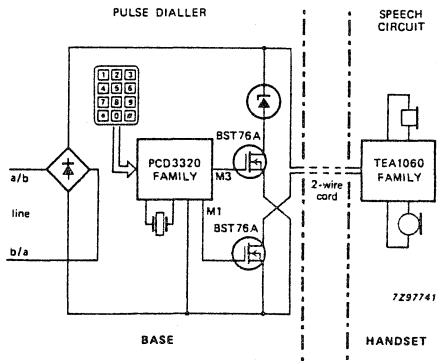 PULSE DIALLER
SPEECH
CIRCUIT
1 2 3
4 5 6
7 8 9
* 0 #
BST76A
PCD3320
FAMILY
M3
M1
a/b
line
b/a
BST76A
2-wire
cord
TEA1060
FAMILY
7Z97741
BASE
HANDSET